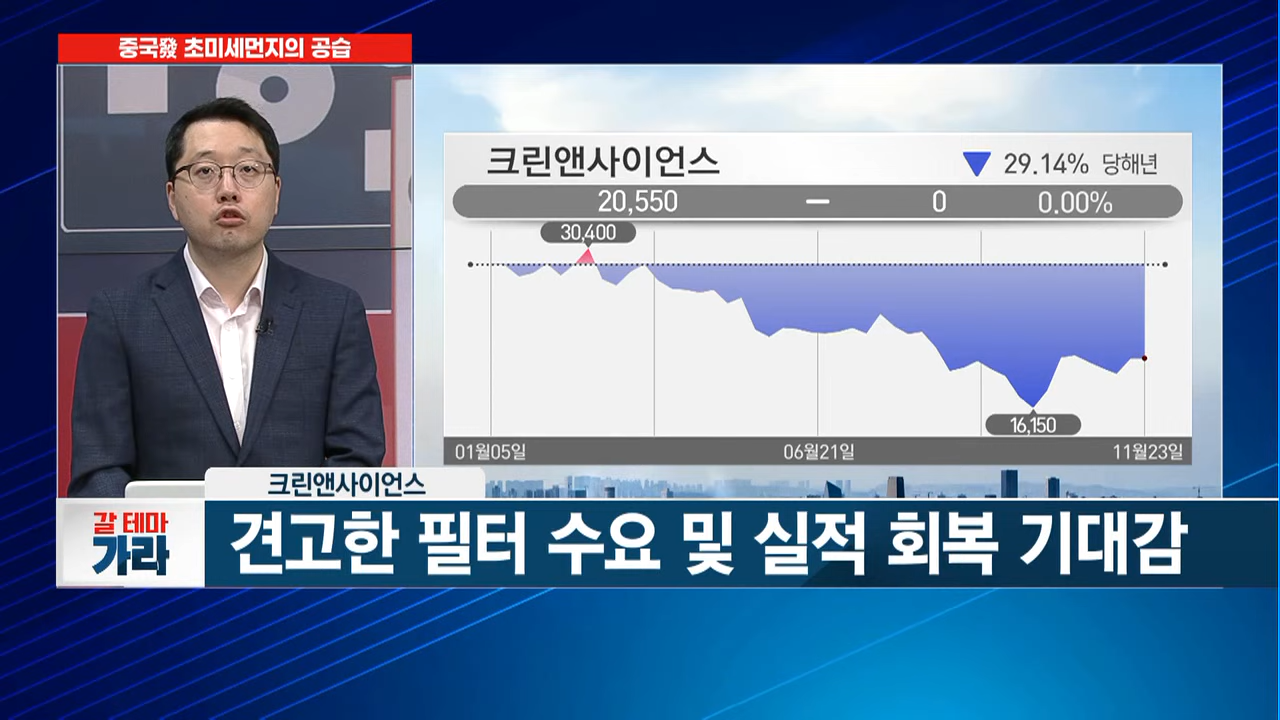 중국發 초미세먼지의 공습
크린앤사이언스
▼ 29.14% 당해년
20,550 — 0 0.00%
30,400
16,150
01월05일 06월21일 11월23일
크린앤사이언스
갈 테마
가라
견고한 필터 수요 및 실적 회복 기대감